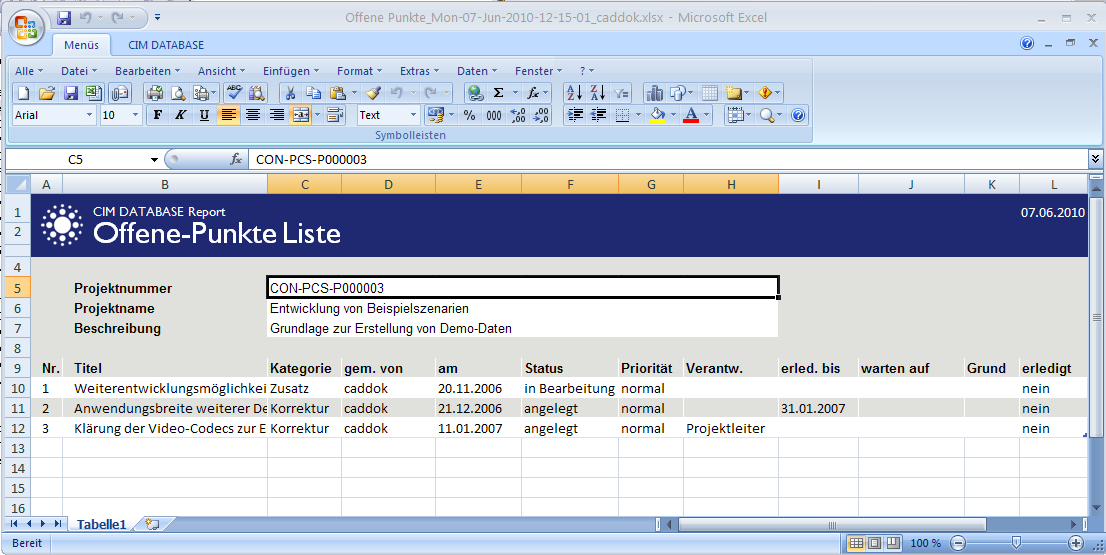 Offene Punkte_Mon-07-Jun-2010-12-15-01_caddok.xlsx - Microsoft Excel
Menüs CIM DATABASE
Alle Datei Bearbeiten Ansicht Einfügen Format Extras Daten Fenster ?
Arial 10 F K U Text % 000
Symbolleisten
C5 fx CON-PCS-P000003
A B C D E F G H I J K L
1 CIM DATABASE Report 07.06.2010
2 Offene-Punkte Liste
4
5 Projektnummer CON-PCS-P000003
6 Projektname Entwicklung von Beispielszenarien
7 Beschreibung Grundlage zur Erstellung von Demo-Daten
8
9 Nr. Titel Kategorie gem. von am Status Priorität Verantw. erled. bis warten auf Grund erledigt
10 1 Weiterentwicklungsmöglichkei Zusatz caddok 20.11.2006 in Bearbeitung normal nein
11 2 Anwendungsbreite weiterer De Korrektur caddok 21.12.2006 angelegt normal 31.01.2007 nein
12 3 Klärung der Video-Codecs zur E Korrektur caddok 11.01.2007 angelegt normal Projektleiter nein
13
14
15
16
Tabelle1
Bereit 100 %